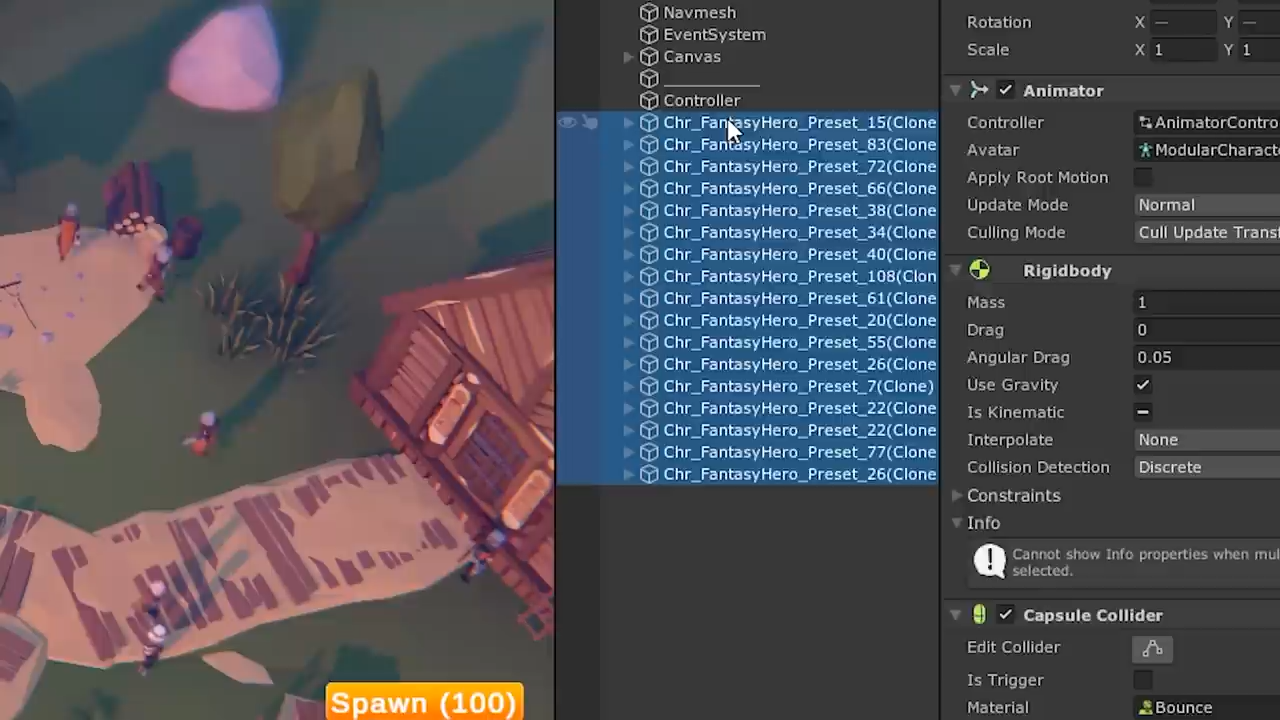 Navmesh
EventSystem
Canvas
____________
Controller
Chr_FantasyHero_Preset_15(Clone
Chr_FantasyHero_Preset_83(Clone
Chr_FantasyHero_Preset_72(Clone
Chr_FantasyHero_Preset_66(Clone
Chr_FantasyHero_Preset_38(Clone
Chr_FantasyHero_Preset_34(Clone
Chr_FantasyHero_Preset_40(Clone
Chr_FantasyHero_Preset_108(Clon
Chr_FantasyHero_Preset_61(Clone
Chr_FantasyHero_Preset_20(Clone
Chr_FantasyHero_Preset_55(Clone
Chr_FantasyHero_Preset_26(Clone
Chr_FantasyHero_Preset_7(Clone)
Chr_FantasyHero_Preset_22(Clone
Chr_FantasyHero_Preset_22(Clone
Chr_FantasyHero_Preset_77(Clone
Chr_FantasyHero_Preset_26(Clone
Rotation X — Y —
Scale X 1 Y 1
Animator
Controller AnimatorContro
Avatar ModularCharact
Apply Root Motion
Update Mode Normal
Culling Mode Cull Update Transf
Rigidbody
Mass 1
Drag 0
Angular Drag 0.05
Use Gravity
Is Kinematic
Interpolate None
Collision Detection Discrete
Constraints
Info
Cannot show Info properties when mul
selected.
Capsule Collider
Edit Collider
Is Trigger
Material Bounce
Spawn (100)